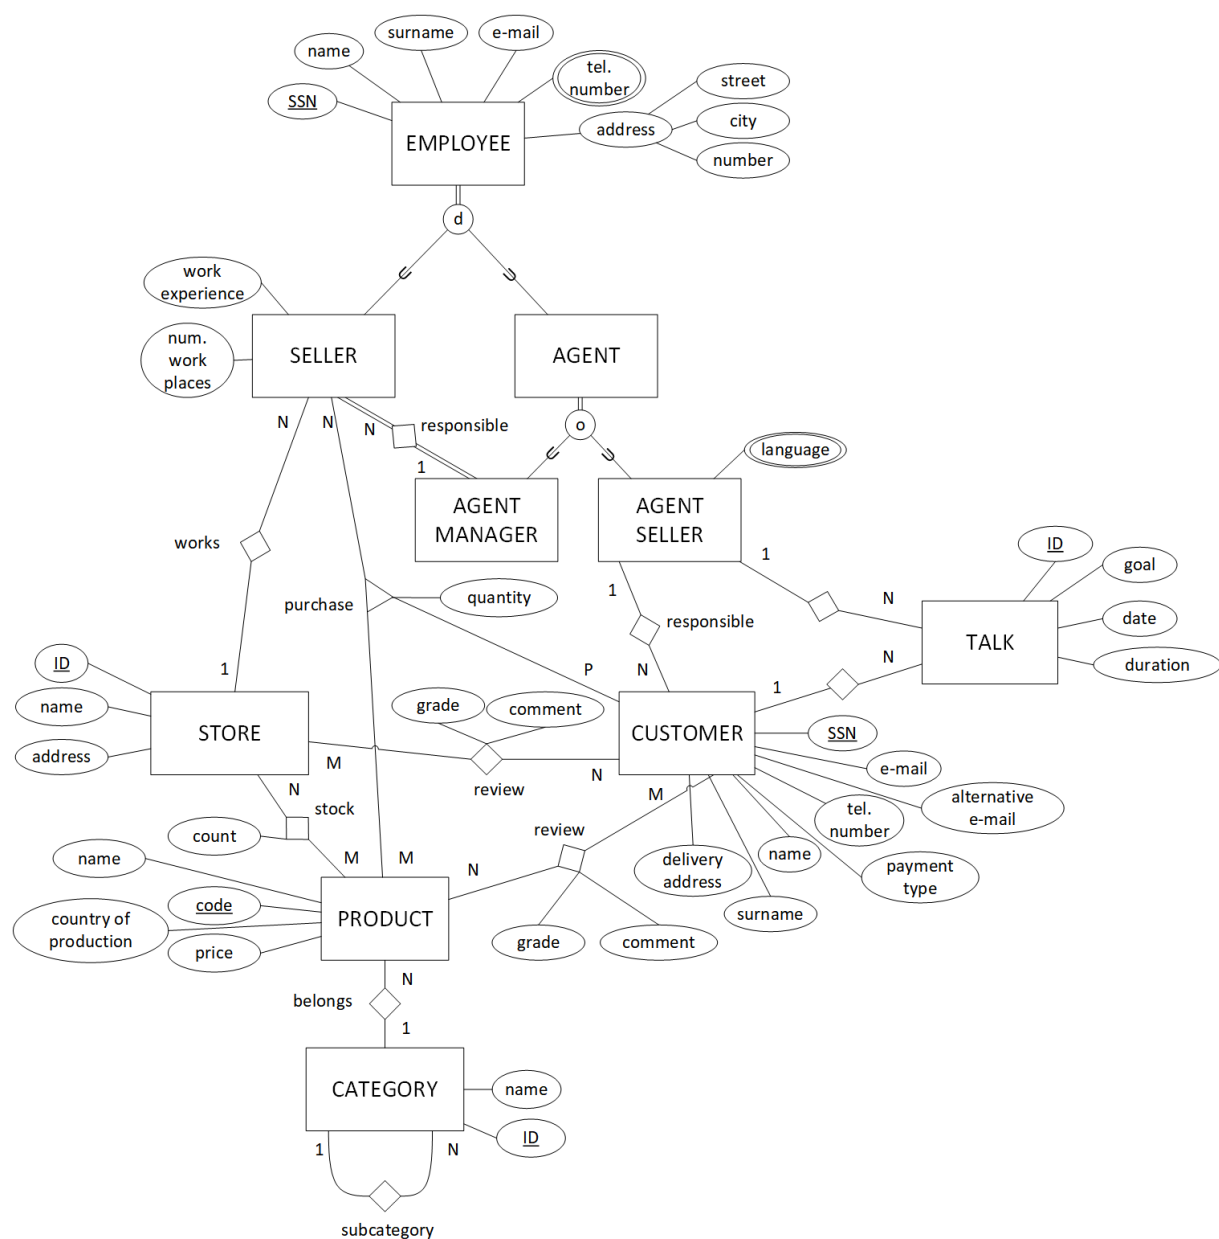 surname
e-mail
name
tel.
number
street
SSN
address
city
EMPLOYEE
number
d
work
experience
num.
work
places
SELLER
AGENT
N
N
N
responsible
o
language
1
AGENT
MANAGER
AGENT
SELLER
works
ID
1
goal
purchase
quantity
1
responsible
N
date
TALK
ID
1
P
N
N
duration
1
name
grade
comment
STORE
CUSTOMER
SSN
address
M
N
e-mail
N
review
M
alternative
e-mail
stock
count
review
tel.
number
name
M
M
N
delivery
address
name
payment
type
code
country of
production
PRODUCT
surname
price
grade
comment
N
belongs
1
CATEGORY
name
ID
1
N
subcategory